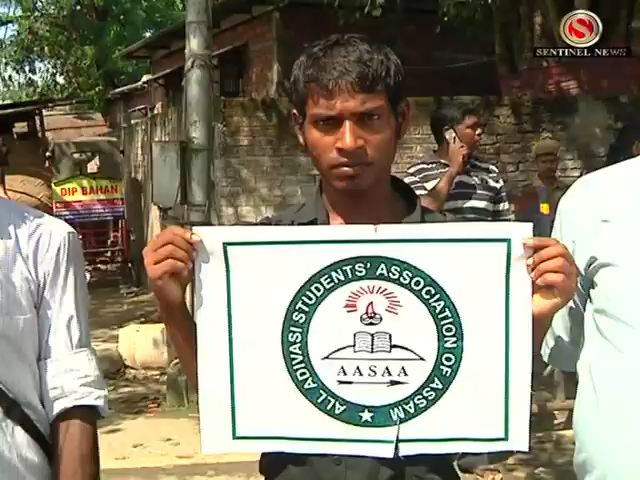 S
SENTINEL NEWS
DIP BAHAN
ALL ADIVASI STUDENTS' ASSOCIATION OF ASSAM
AASAA